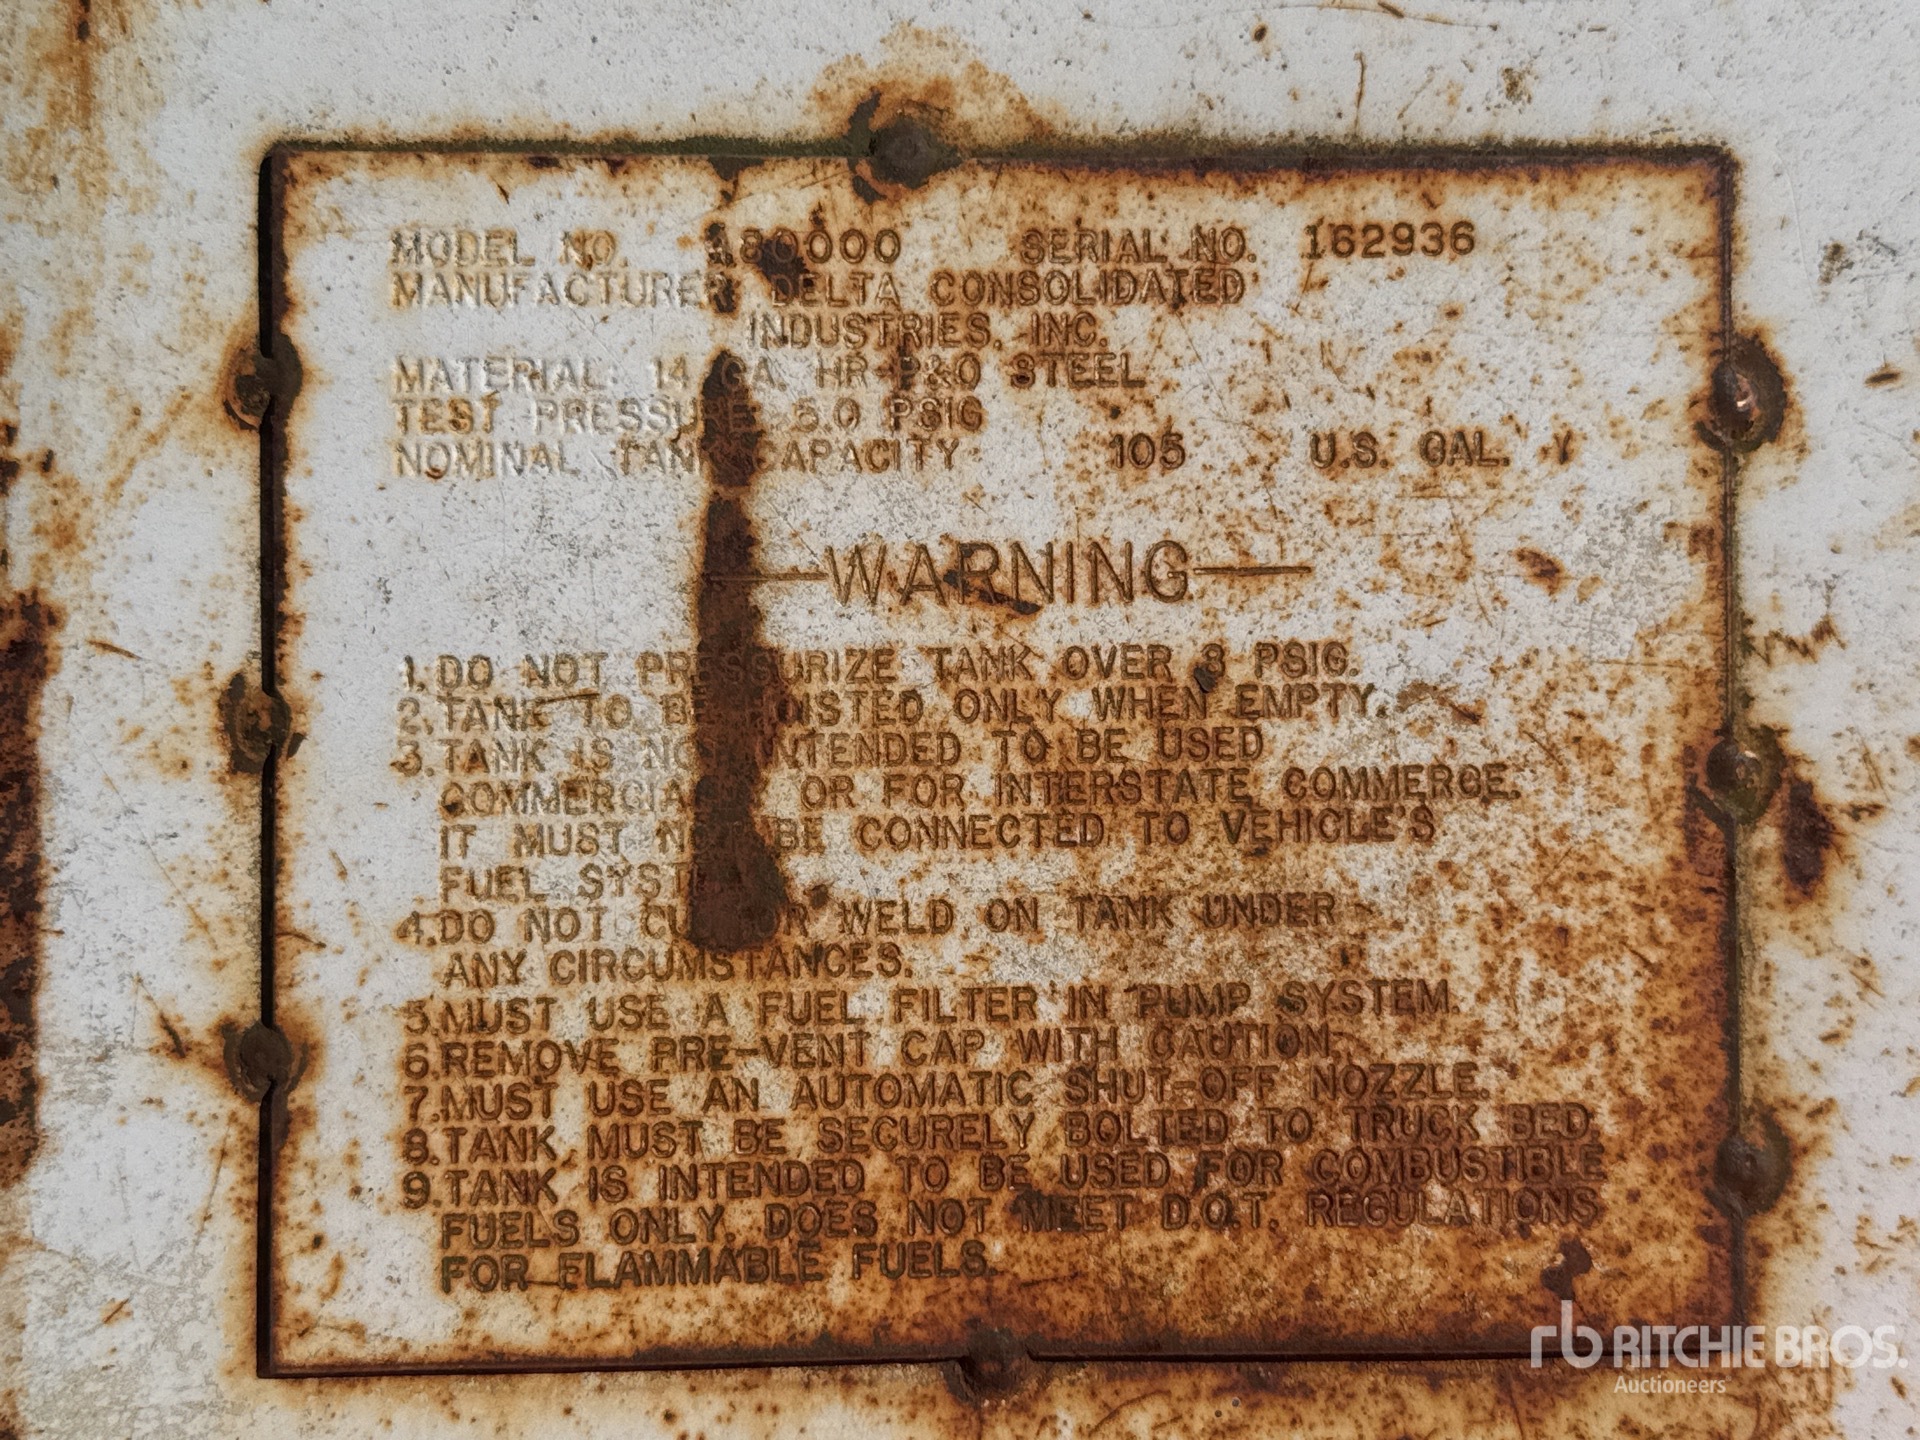 MODEL NO. 480000 SERIAL NO. 162936
MANUFACTURER DELTA CONSOLIDATED
INDUSTRIES, INC.
MATERIAL: 14 GA. HR P&O STEEL
TEST PRESSURE 5.0 PSIG
NOMINAL TANK CAPACITY 105 U.S. GAL. Y
—WARNING—
1. DO NOT PRESSURIZE TANK OVER 3 PSIG.
2. TANK TO BE HOISTED ONLY WHEN EMPTY.
3. TANK IS NOT INTENDED TO BE USED
COMMERCIALLY OR FOR INTERSTATE COMMERCE.
IT MUST NOT BE CONNECTED TO VEHICLE'S
FUEL SYSTEM.
4. DO NOT CUT OR WELD ON TANK UNDER
ANY CIRCUMSTANCES.
5. MUST USE A FUEL FILTER IN PUMP SYSTEM.
6. REMOVE PRE-VENT CAP WITH CAUTION.
7. MUST USE AN AUTOMATIC SHUT-OFF NOZZLE.
8. TANK MUST BE SECURELY BOLTED TO TRUCK BED.
9. TANK IS INTENDED TO BE USED FOR COMBUSTIBLE
FUELS ONLY. DOES NOT MEET D.O.T. REGULATIONS
FOR FLAMMABLE FUELS.
rb RITCHIE BROS.
Auctioneers